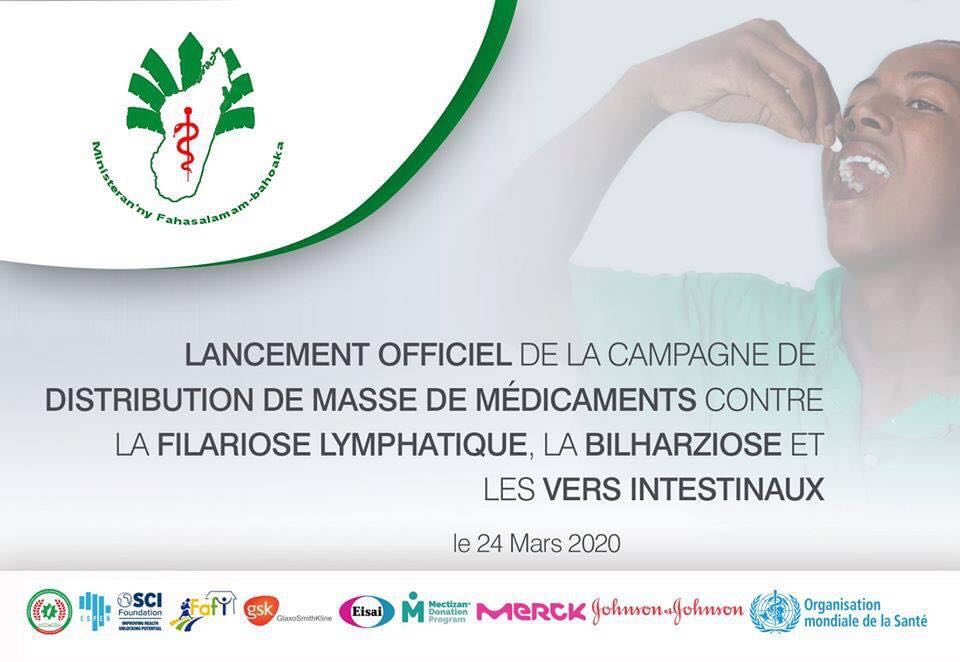 Ministeran'ny Fahasalamam-bahoaka
LANCEMENT OFFICIEL DE LA CAMPAGNE DE
DISTRIBUTION DE MASSE DE MÉDICAMENTS CONTRE
LA FILARIOSE LYMPHATIQUE, LA BILHARZIOSE ET
LES VERS INTESTINAUX
le 24 Mars 2020
ESPEN
SCI
Foundation
IMPROVING HEALTH
UNLOCKING POTENTIAL
Fafy
gsk
GlaxoSmithKline
Eisai
Mectizan
Donation
Program
MERCK
Johnson & Johnson
Organisation
mondiale de la Santé